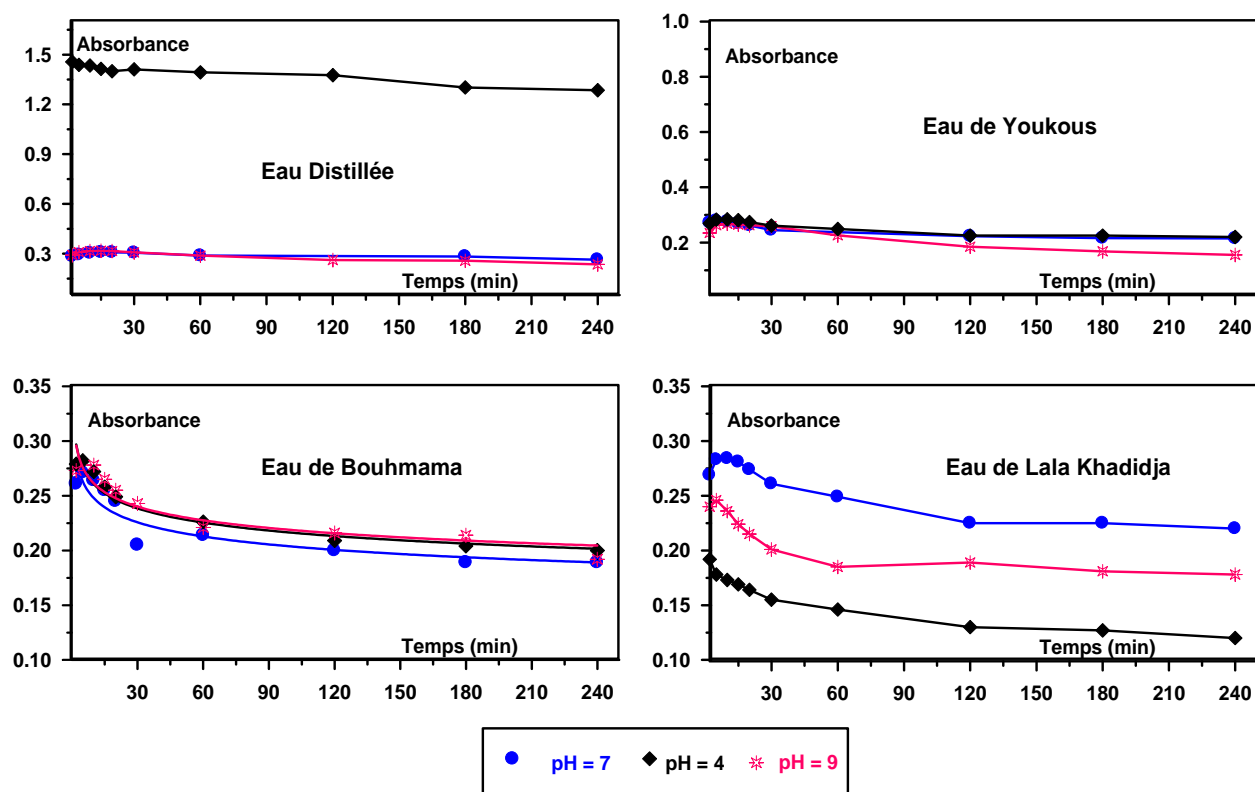 Absorbance
1.5
1.2
0.9
0.6
0.3
Eau Distillée
Temps (min)
30 60 90 120 150 180 210 240
1.0
0.8
0.6
0.4
0.2
Absorbance
Eau de Youkous
Temps (min)
30 60 90 120 150 180 210 240
0.35
0.30
0.25
0.20
0.15
0.10
Absorbance
Eau de Bouhmama
Temps (min)
30 60 90 120 150 180 210 240
0.35
0.30
0.25
0.20
0.15
0.10
Absorbance
Eau de Lala Khadidja
Temps (min)
30 60 90 120 150 180 210 240
pH = 7 pH = 4 pH = 9